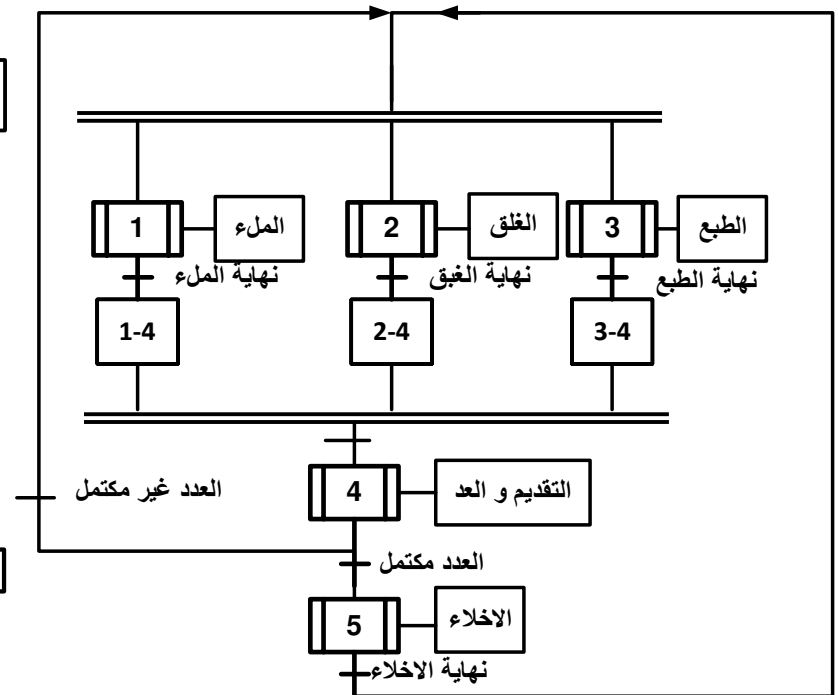 1 الملء
2 الغلق
3 الطبع
نهاية الملء
نهاية الغبق
نهاية الطبع
1-4
2-4
3-4
4 التقديم و العد
العدد غير مكتمل
العدد مكتمل
5 الاخلاء
نهاية الاخلاء